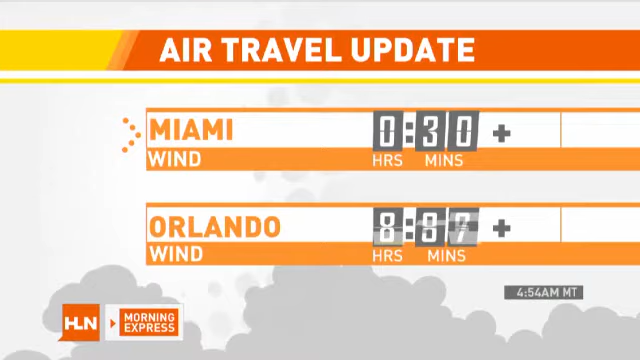 AIR TRAVEL UPDATE
MIAMI 0:30 +
WIND HRS MINS
ORLANDO +
WIND HRS MINS
4:54AM MT
HLN MORNING
EXPRESS